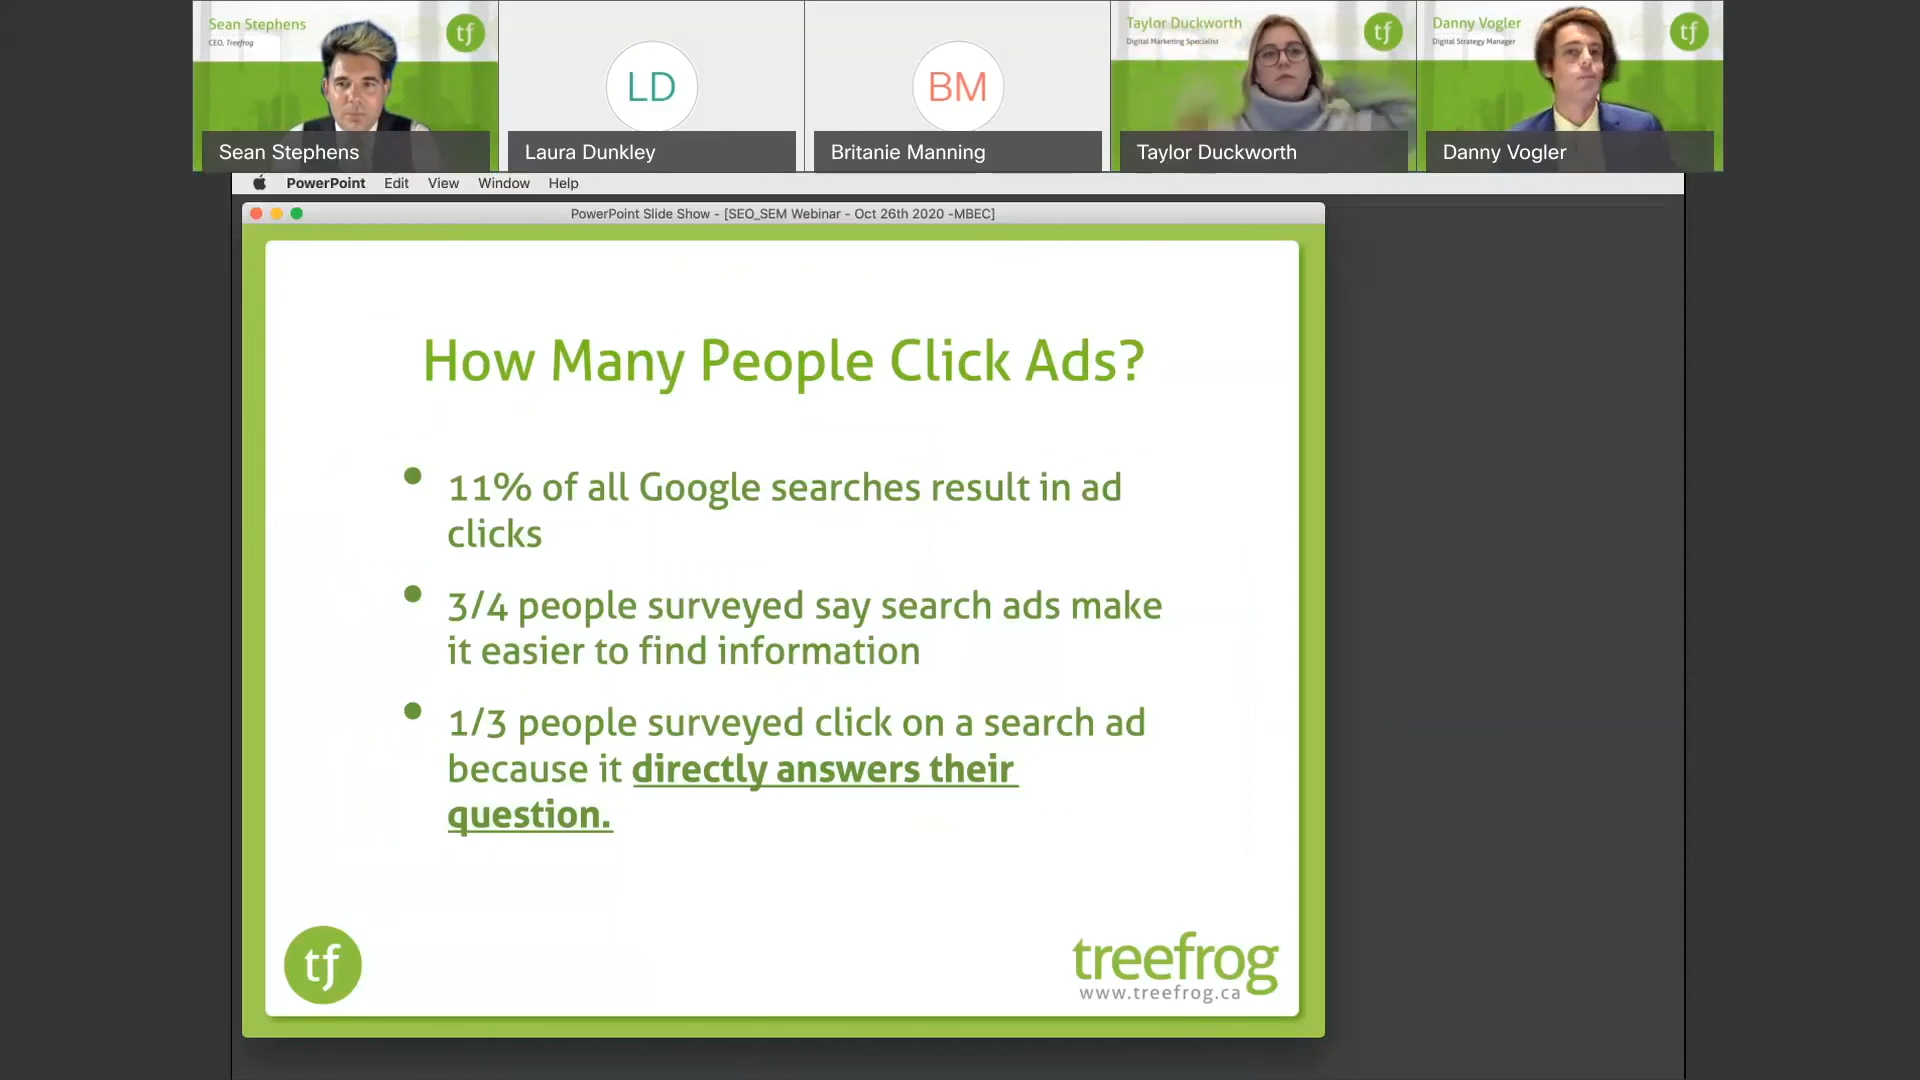 Sean Stephens
CEO, Treefrog
tf
Sean Stephens
LD
Laura Dunkley
BM
Britanie Manning
Taylor Duckworth
Digital Marketing Specialist
tf
Taylor Duckworth
Danny Vogler
Digital Strategy Manager
tf
Danny Vogler
PowerPoint Edit View Window Help
PowerPoint Slide Show - [SEO_SEM Webinar - Oct 26th 2020 -MBEC]
How Many People Click Ads?
• 11% of all Google searches result in ad
clicks
• 3/4 people surveyed say search ads make
it easier to find information
• 1/3 people surveyed click on a search ad
because it directly answers their
question.
tf
treefrog
www.treefrog.ca